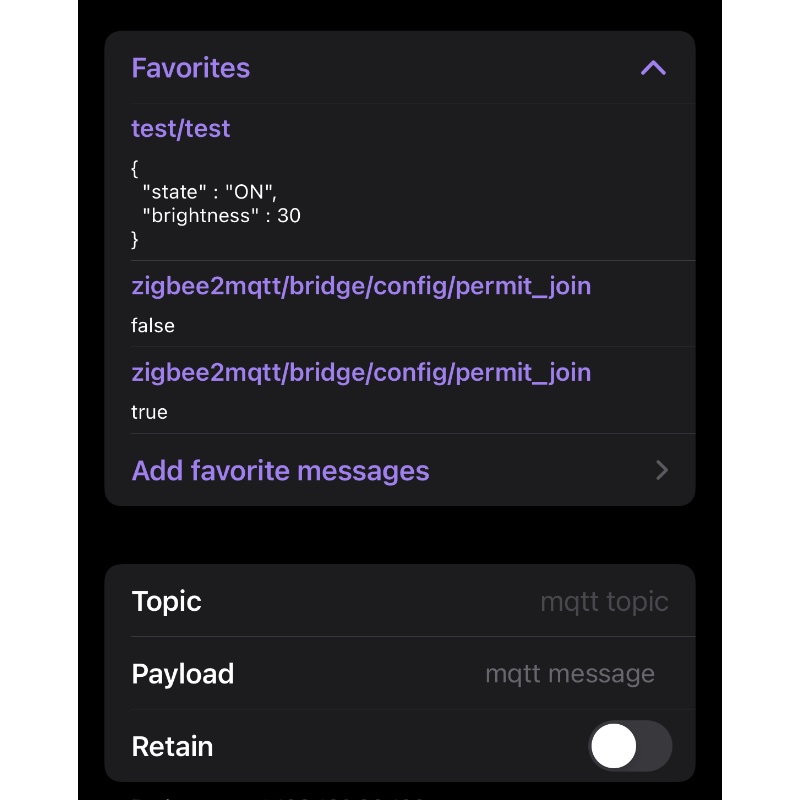 Favorites
test/test
{
"state" : "ON",
"brightness" : 30
}
zigbee2mqtt/bridge/config/permit_join
false
zigbee2mqtt/bridge/config/permit_join
true
Add favorite messages
Topic mqtt topic
Payload mqtt message
Retain